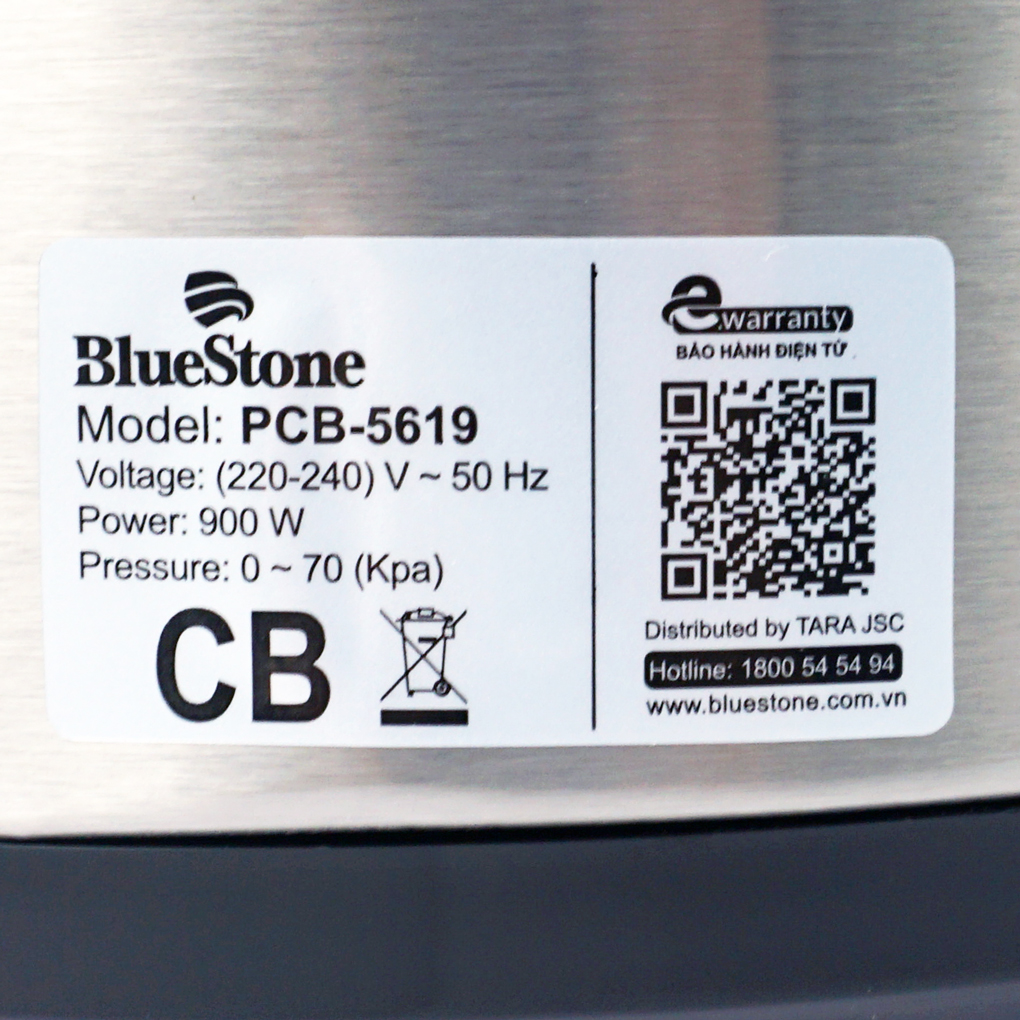 BlueStone
Model: PCB-5619
Voltage: (220-240) V ~ 50 Hz
Power: 900 W
Pressure: 0 ~ 70 (Kpa)
CB
ewarranty
BẢO HÀNH ĐIỆN TỬ
Distributed by TARA JSC
Hotline: 1800 54 54 94
www.bluestone.com.vn